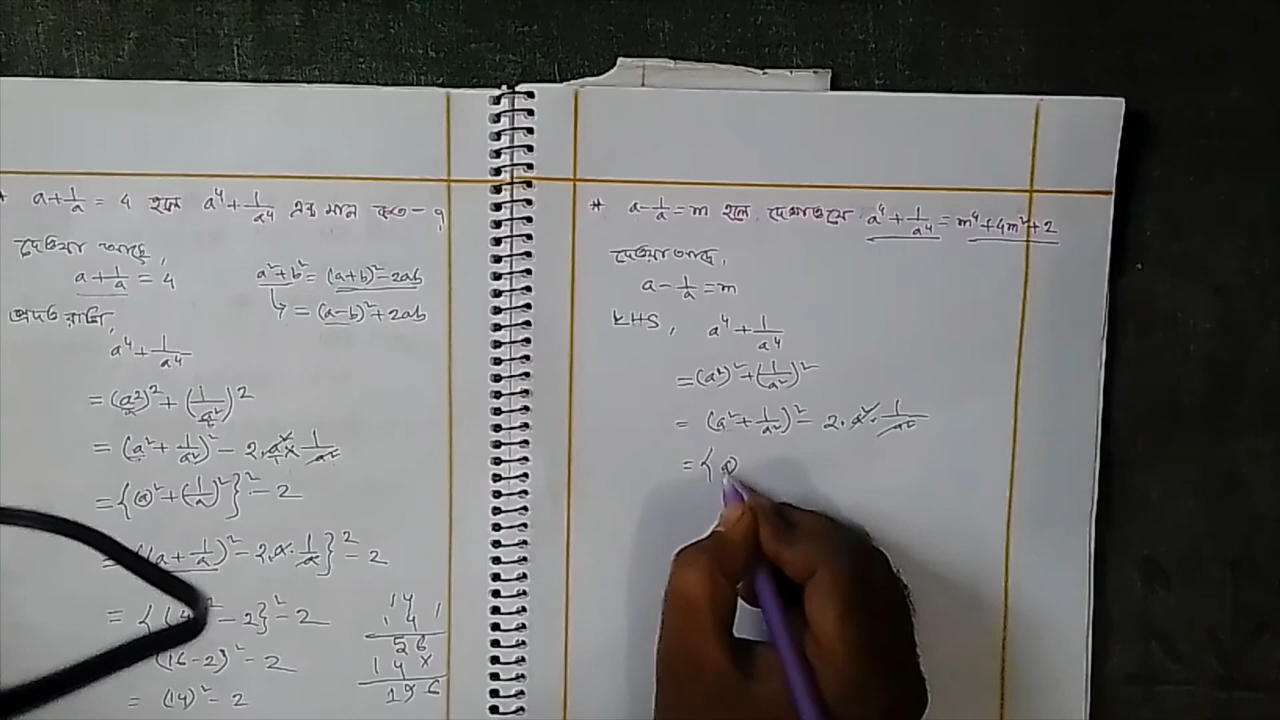 * a + 1/a = 4 হলে a⁴ + 1/a⁴ এর মান কত - ?
দেওয়া আছে,
a + 1/a = 4
a² + b² = (a+b)² - 2ab
↳ = (a-b)² + 2ab
প্রদত্ত রাশি,
a⁴ + 1/a⁴
= (a²)² + (1/a²)²
= (a² + 1/a²)² - 2.a² × 1/a²
= {(a)² + (1/a)²}² - 2
= {(a + 1/a)² - 2.a.1/a}² - 2
= {(4)² - 2}² - 2
(16-2)² - 2
= (14)² - 2
14
14
56
14×
196
* a - 1/a = m হলে, দেখাও যে, a⁴ + 1/a⁴ = m⁴ + 4m² + 2
দেওয়া আছে,
a - 1/a = m
LHS, a⁴ + 1/a⁴
= (a²)² + (1/a²)²
= (a² + 1/a²)² - 2.a².1/a²
= {(a)